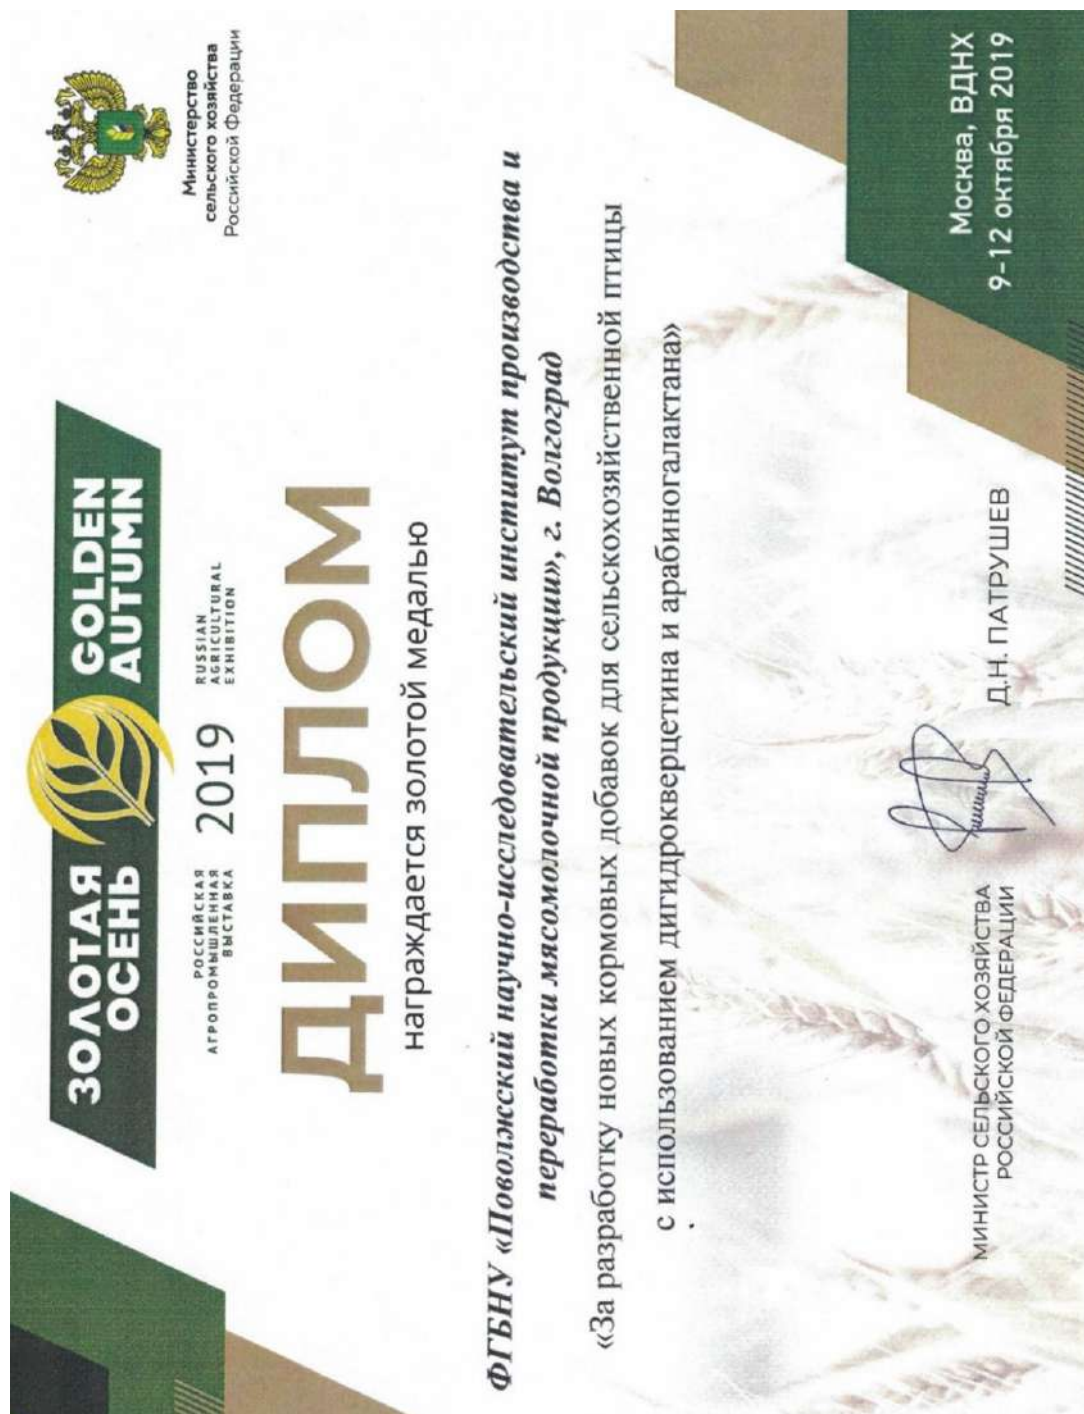 ЗОЛОТАЯ
ОСЕНЬ
GOLDEN
AUTUMN
РОССИЙСКАЯ
АГРОПРОМЫШЛЕННАЯ
ВЫСТАВКА
2019
RUSSIAN
AGRICULTURAL
EXHIBITION
Министерство
сельского хозяйства
Российской Федерации
ДИПЛОМ
награждается золотой медалью
ФГБНУ «Поволжский научно-исследовательский институт производства и
переработки мясомолочной продукции», г. Волгоград
«За разработку новых кормовых добавок для сельскохозяйственной птицы
с использованием дигидрокверцетина и арабиногалактана»
МИНИСТР СЕЛЬСКОГО ХОЗЯЙСТВА
РОССИЙСКОЙ ФЕДЕРАЦИИ
Д.Н. ПАТРУШЕВ
Москва, ВДНХ
9-12 октября 2019